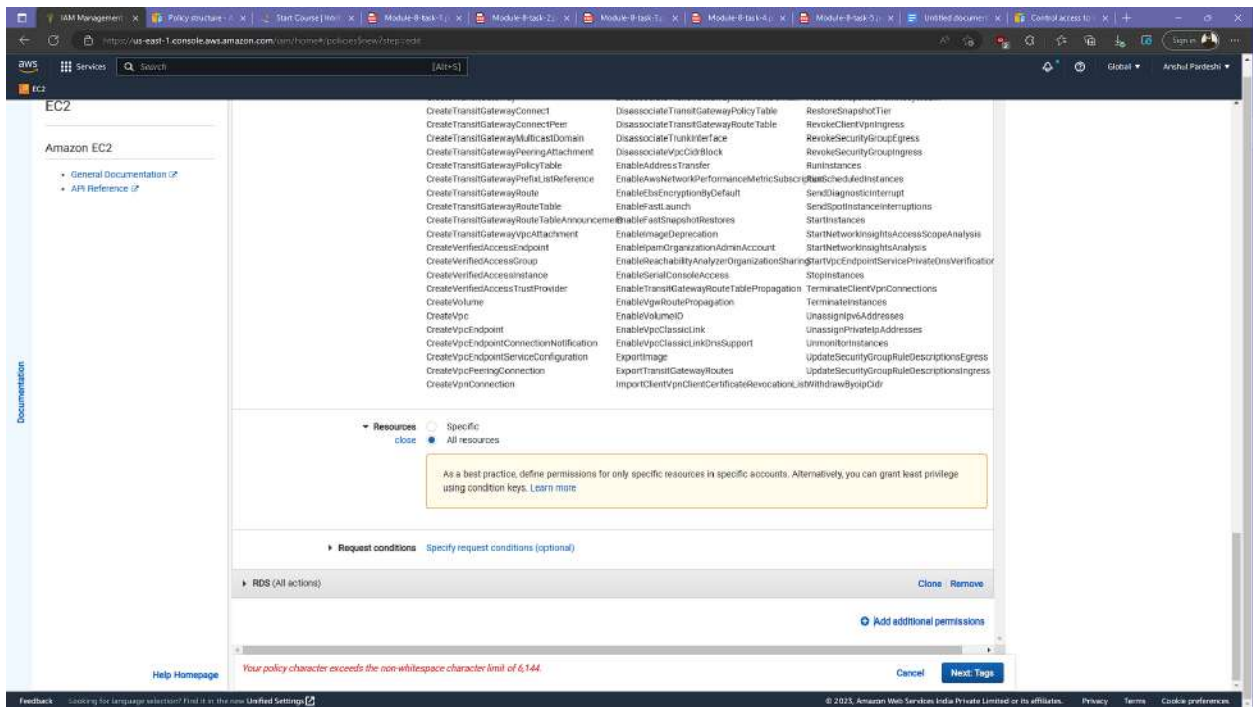 IAM Management
Policy structure - A
Start Course | Intel
Module-8-task-1.p
Module-8-task-2.p
Module-8-task-3.p
Module-8-task-4.p
Module-8-task-5.p
Untitled document
Control access to
https://us-east-1.console.aws.amazon.com/iam/home#/policies$new?step=edit
Sign in
aws
Services
Search
[Alt+S]
Global
Anshul Pardeshi
EC2
EC2
Amazon EC2
General Documentation
API Reference
Documentation
Help Homepage
CreateTransitGatewayConnect
CreateTransitGatewayConnectPeer
CreateTransitGatewayMulticastDomain
CreateTransitGatewayPeeringAttachment
CreateTransitGatewayPolicyTable
CreateTransitGatewayPrefixListReference
CreateTransitGatewayRoute
CreateTransitGatewayRouteTable
CreateTransitGatewayRouteTableAnnouncement
CreateTransitGatewayVpcAttachment
CreateVerifiedAccessEndpoint
CreateVerifiedAccessGroup
CreateVerifiedAccessInstance
CreateVerifiedAccessTrustProvider
CreateVolume
CreateVpc
CreateVpcEndpoint
CreateVpcEndpointConnectionNotification
CreateVpcEndpointServiceConfiguration
CreateVpcPeeringConnection
CreateVpnConnection
DisassociateTransitGatewayPolicyTable
DisassociateTransitGatewayRouteTable
DisassociateTrunkInterface
DisassociateVpcCidrBlock
EnableAddressTransfer
EnableAwsNetworkPerformanceMetricSubscription
EnableEbsEncryptionByDefault
EnableFastLaunch
EnableFastSnapshotRestores
EnableImageDeprecation
EnableIpamOrganizationAdminAccount
EnableReachabilityAnalyzerOrganizationSharing
EnableSerialConsoleAccess
EnableTransitGatewayRouteTablePropagation
EnableVgwRoutePropagation
EnableVolumeIO
EnableVpcClassicLink
EnableVpcClassicLinkDnsSupport
ExportImage
ExportTransitGatewayRoutes
ImportClientVpnClientCertificateRevocationList
RestoreSnapshotTier
RevokeClientVpnIngress
RevokeSecurityGroupEgress
RevokeSecurityGroupIngress
RunInstances
RunScheduledInstances
SendDiagnosticInterrupt
SendSpotInstanceInterruptions
StartInstances
StartNetworkInsightsAccessScopeAnalysis
StartNetworkInsightsAnalysis
StartVpcEndpointServicePrivateDnsVerification
StopInstances
TerminateClientVpnConnections
TerminateInstances
UnassignIpv6Addresses
UnassignPrivateIpAddresses
UnmonitorInstances
UpdateSecurityGroupRuleDescriptionsEgress
UpdateSecurityGroupRuleDescriptionsIngress
WithdrawByoipCidr
Resources
close
Specific
All resources
As a best practice, define permissions for only specific resources in specific accounts. Alternatively, you can grant least privilege
using condition keys. Learn more
Request conditions Specify request conditions (optional)
RDS (All actions)
Clone Remove
Add additional permissions
Your policy character exceeds the non-whitespace character limit of 6,144.
Cancel
Next: Tags
Feedback Looking for language selection? Find it in the new Unified Settings
© 2023, Amazon Web Services India Private Limited or its affiliates. Privacy Terms Cookie preferences